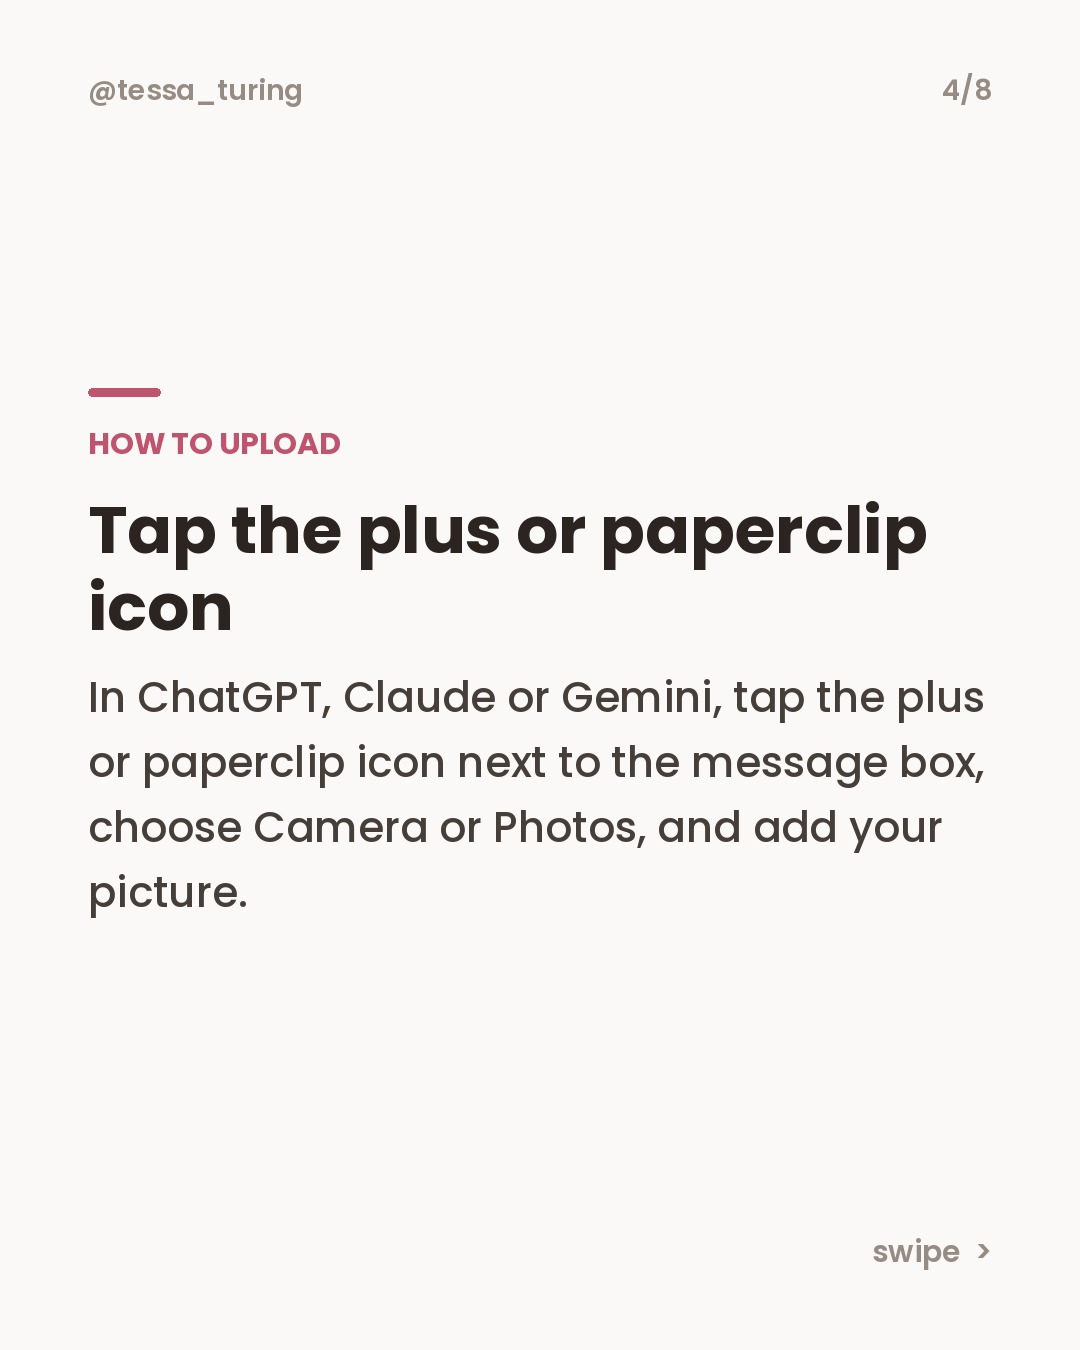 @tessa_turing
4/8
HOW TO UPLOAD
Tap the plus or paperclip
icon
In ChatGPT, Claude or Gemini, tap the plus
or paperclip icon next to the message box,
choose Camera or Photos, and add your
picture.
swipe >